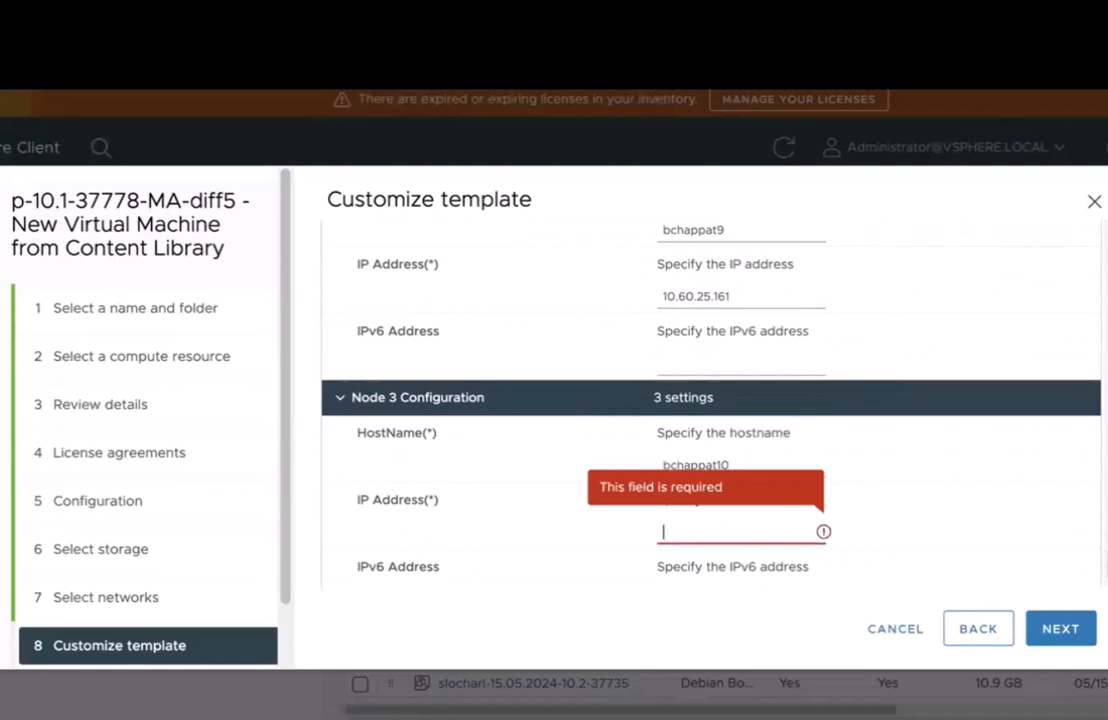 There are expired or expiring licenses in your inventory. MANAGE YOUR LICENSES
re Client Administrator@VSPHERE.LOCAL
p-10.1-37778-MA-diff5 -
New Virtual Machine
from Content Library
1 Select a name and folder
2 Select a compute resource
3 Review details
4 License agreements
5 Configuration
6 Select storage
7 Select networks
8 Customize template
Customize template
bchappat9
IP Address(*) Specify the IP address
10.60.25.161
IPv6 Address Specify the IPv6 address
Node 3 Configuration 3 settings
HostName(*) Specify the hostname
bchappat10
This field is required
IP Address(*)
IPv6 Address Specify the IPv6 address
CANCEL BACK NEXT
8 slocharl-15.05.2024-10.2-37735 Debian Bo... Yes Yes 10.9 GB 05/15